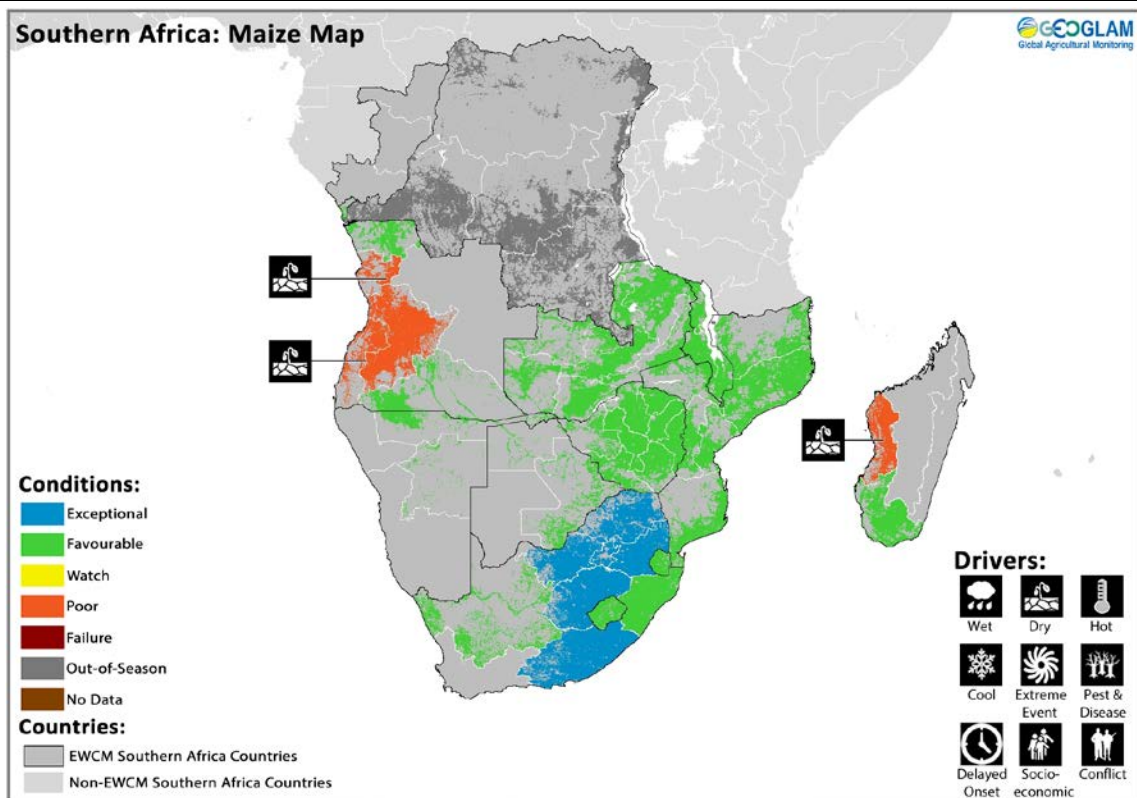 Southern Africa: Maize Map
GEOGLAM
Global Agricultural Monitoring
Conditions:
Exceptional
Favourable
Watch
Poor
Failure
Out-of-Season
No Data
Countries:
EWCM Southern Africa Countries
Non-EWCM Southern Africa Countries
Drivers:
Wet
Dry
Hot
Cool
Extreme
Event
Pest &
Disease
Delayed
Onset
Socio-
economic
Conflict